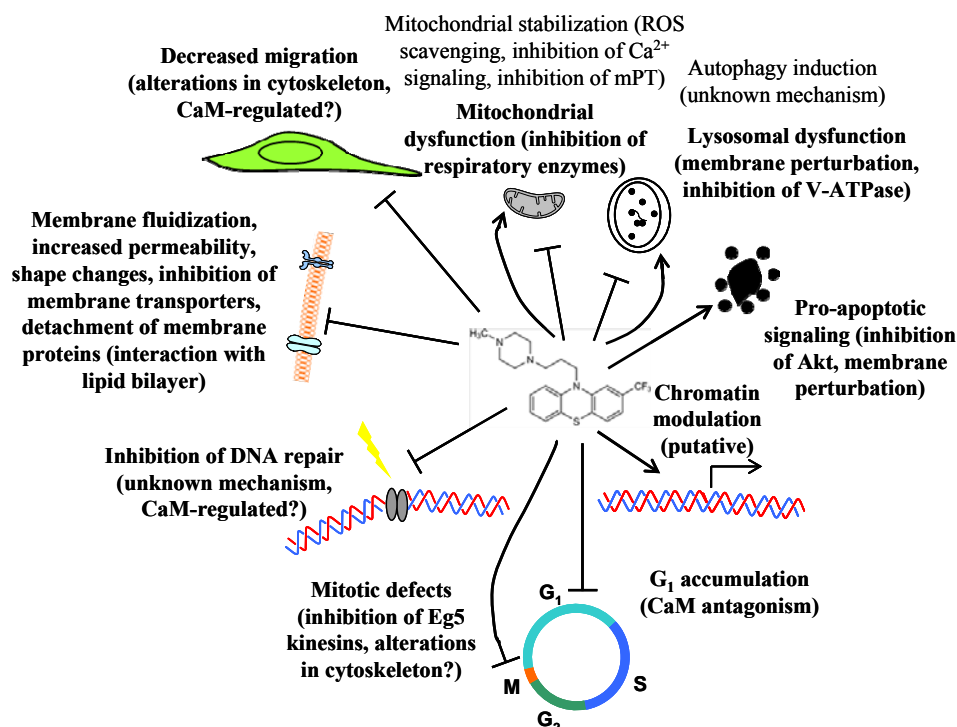 Mitochondrial stabilization (ROS
scavenging, inhibition of Ca²⁺
signaling, inhibition of mPT)
Mitochondrial
dysfunction (inhibition of
respiratory enzymes)
Decreased migration
(alterations in cytoskeleton,
CaM-regulated?)
Autophagy induction
(unknown mechanism)
Lysosomal dysfunction
(membrane perturbation,
inhibition of V-ATPase)
Membrane fluidization,
increased permeability,
shape changes, inhibition of
membrane transporters,
detachment of membrane
proteins (interaction with
lipid bilayer)
Pro-apoptotic
signaling (inhibition
of Akt, membrane
perturbation)
H₃C
N
N
N
CF₃
S
Chromatin
modulation
(putative)
Inhibition of DNA repair
(unknown mechanism,
CaM-regulated?)
Mitotic defects
(inhibition of Eg5
kinesins, alterations
in cytoskeleton?)
G₁ accumulation
(CaM antagonism)
G₁
M
S
G₂